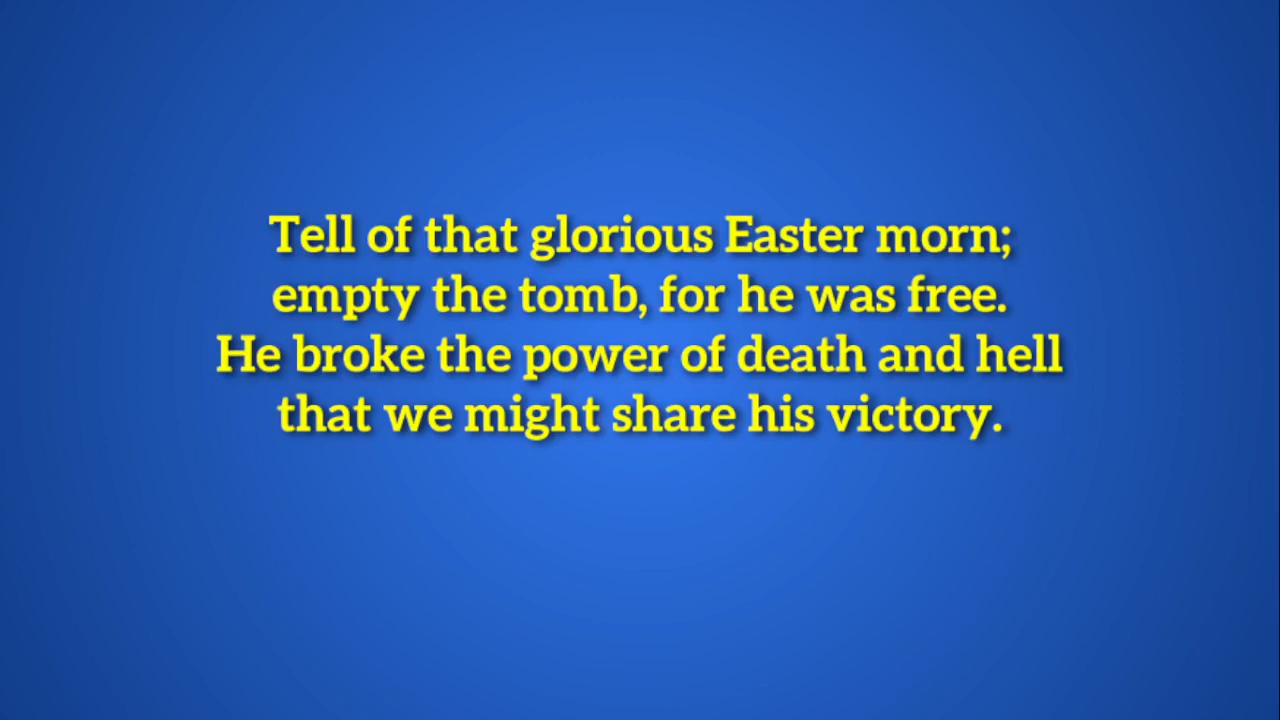 Tell of that glorious Easter morn;
empty the tomb, for he was free.
He broke the power of death and hell
that we might share his victory.